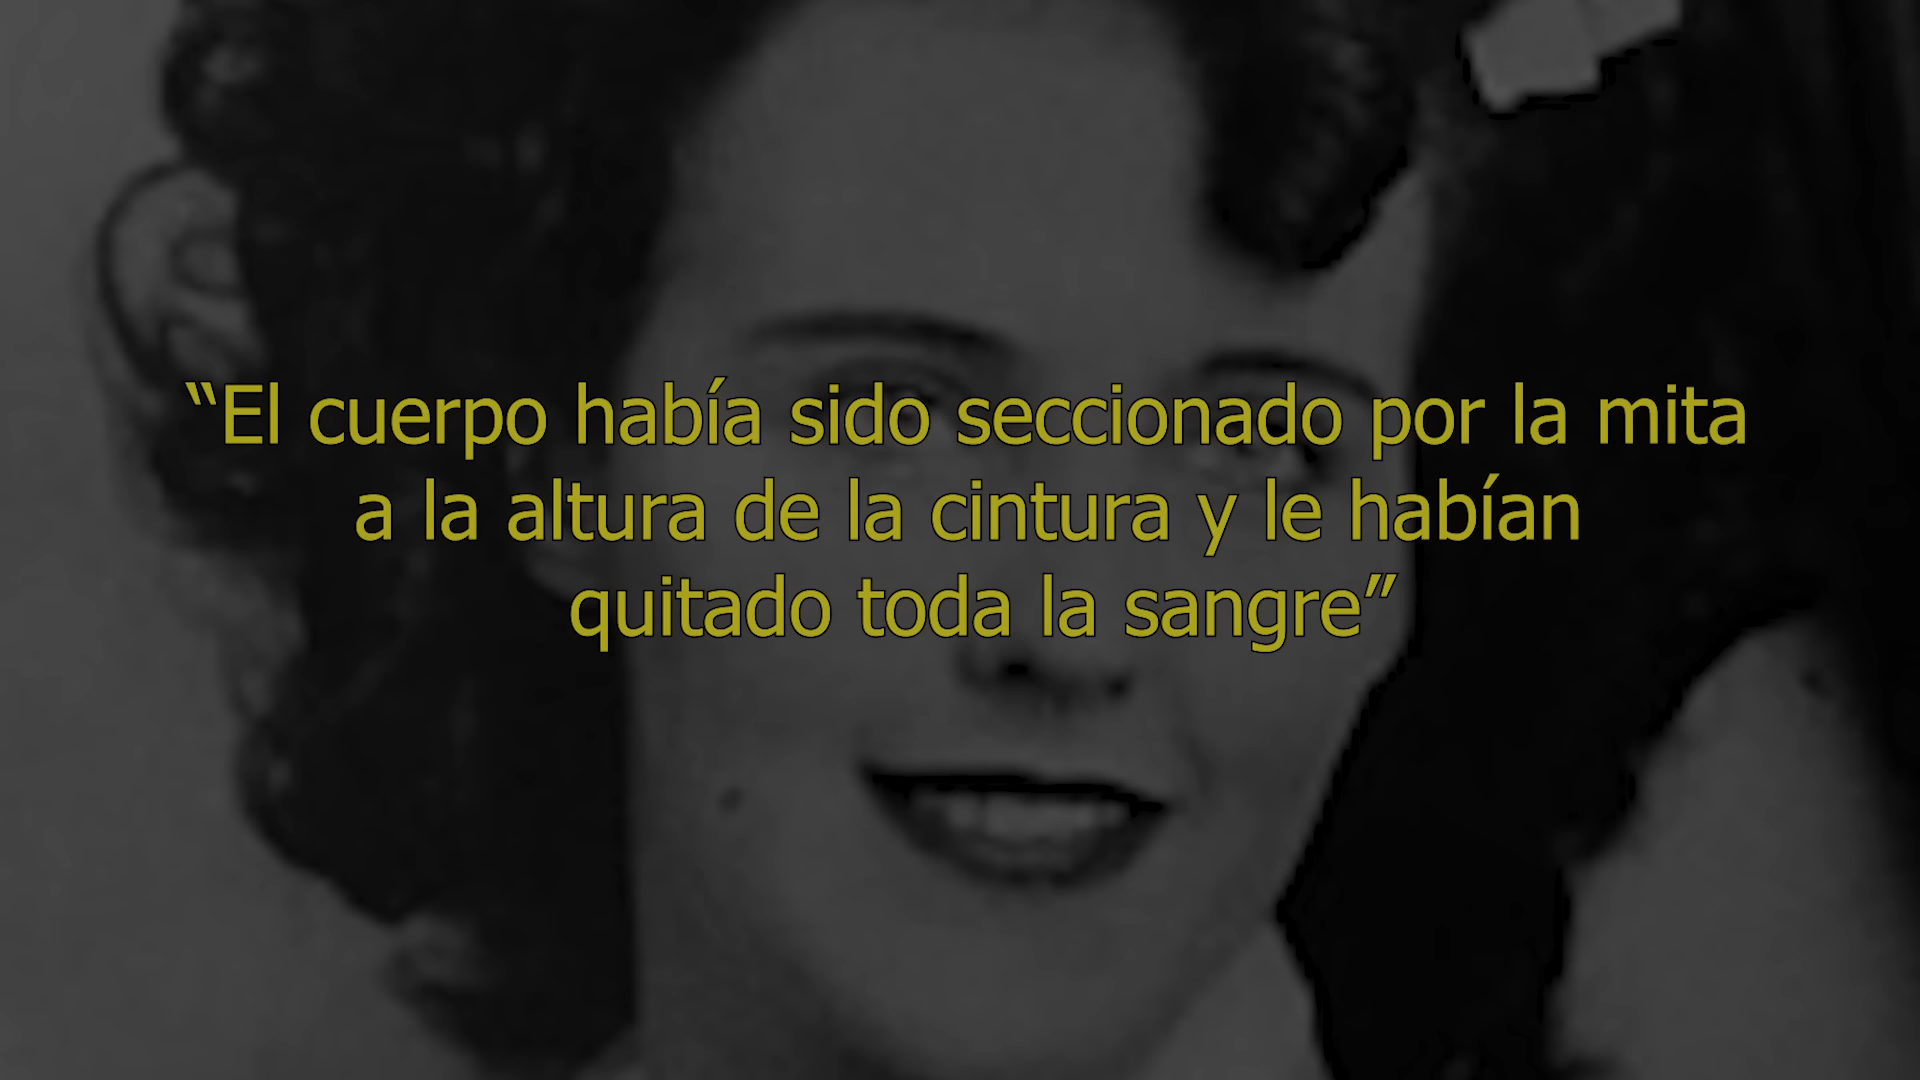 “El cuerpo había sido seccionado por la mita
a la altura de la cintura y le habían
quitado toda la sangre”